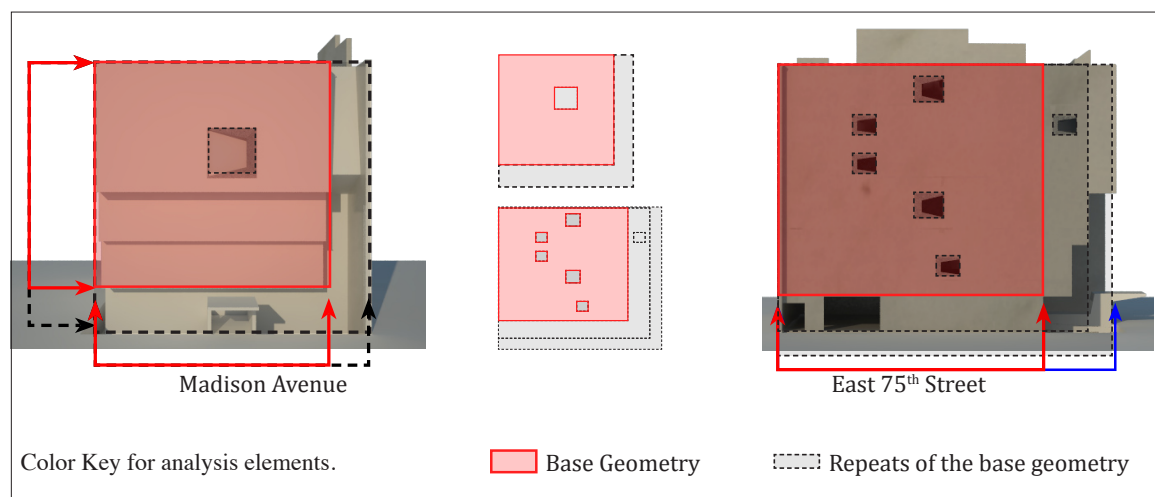 Madison Avenue
East 75th Street
Color Key for analysis elements.
Base Geometry
Repeats of the base geometry